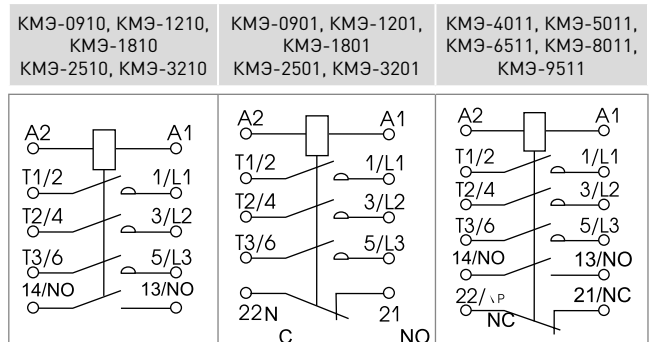 КМЭ-0910, КМЭ-1210,
КМЭ-1810
КМЭ-2510, КМЭ-3210
КМЭ-0901, КМЭ-1201,
КМЭ-1801
КМЭ-2501, КМЭ-3201
КМЭ-4011, КМЭ-5011,
КМЭ-6511, КМЭ-8011,
КМЭ-9511
A2 A1
T1/2 1/L1
T2/4 3/L2
T3/6 5/L3
14/NO 13/NO
A2 A1
T1/2 1/L1
T2/4 3/L2
T3/6 5/L3
22N 21
C NO
A2 A1
T1/2 1/L1
T2/4 3/L2
T3/6 5/L3
14/NO 13/NO
22/ 21/NC
NC